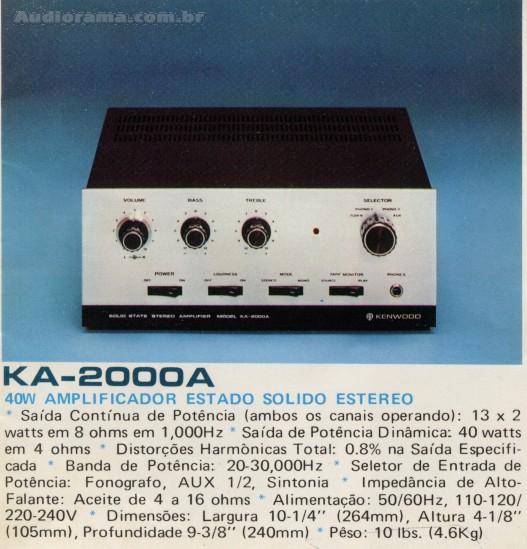 Audiorama.com.br
VOLUME BASS TREBLE SELECTOR
PHONO 2 PHONO 1
TUNER AUX
L R
POWER LOUDNESS MODE TAPE MONITOR PHONES
OFF ON OFF ON STEREO MONO SOURCE PLAY
SOLID STATE STEREO AMPLIFIER MODEL KA-2000A
KENWOOD
KA-2000A
40W AMPLIFICADOR ESTADO SOLIDO ESTEREO
* Saída Contínua de Potência (ambos os canais operando): 13 x 2
watts em 8 ohms em 1,000Hz * Saída de Potência Dinâmica: 40 watts
em 4 ohms * Distorções Harmônicas Total: 0.8% na Saída Especifi-
cada * Banda de Potência: 20-30,000Hz * Seletor de Entrada de
Potência: Fonografo, AUX 1/2, Sintonia * Impedância de Alto-
Falante: Aceite de 4 a 16 ohms * Alimentação: 50/60Hz, 110-120/
220-240V * Dimensões: Largura 10-1/4'' (264mm), Altura 4-1/8''
(105mm), Profundidade 9-3/8'' (240mm) * Pêso: 10 lbs. (4.6Kg)